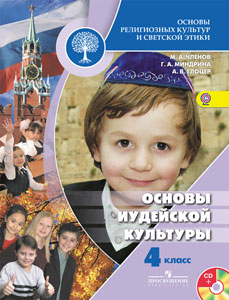 ОСНОВЫ
РЕЛИГИОЗНЫХ КУЛЬТУР
И СВЕТСКОЙ ЭТИКИ
М. А. ЧЛЕНОВ
Г. А. МИНДРИНА
А. В. ГЛОЦЕР
ОСНОВЫ
ИУДЕЙСКОЙ
КУЛЬТУРЫ
4 класс
CD
ПРОСВЕЩЕНИЕ